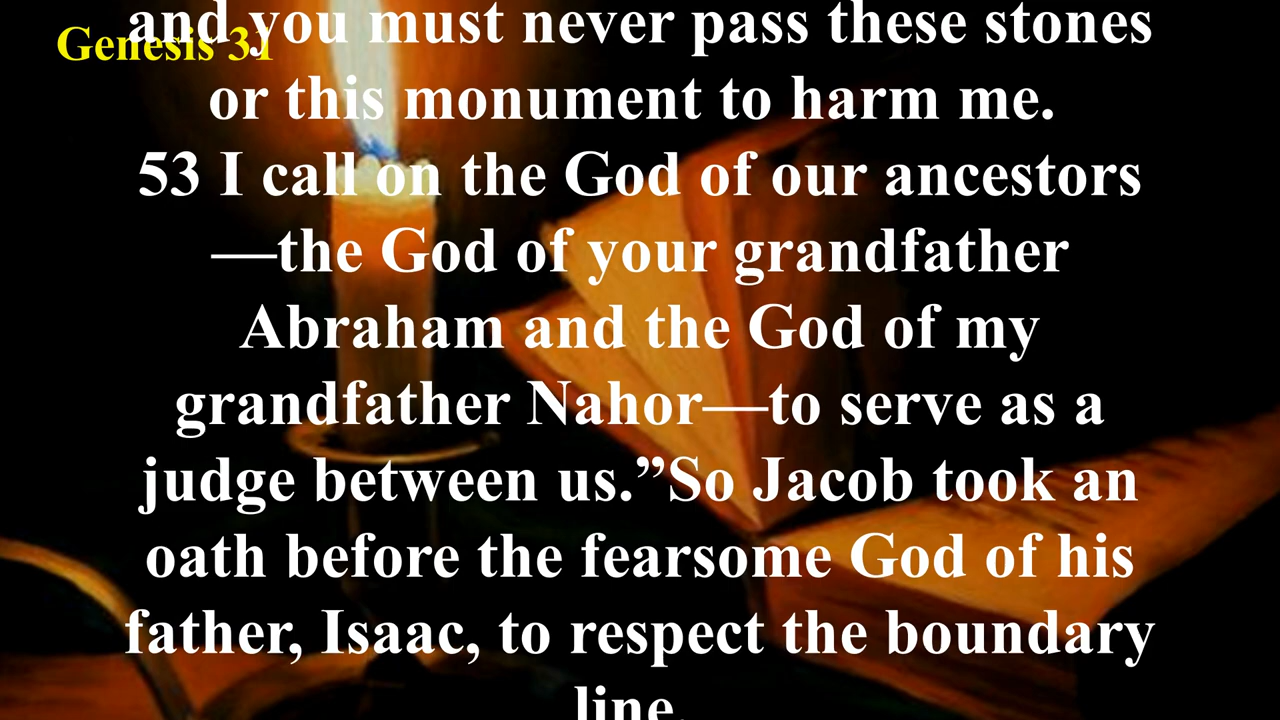 Genesis 31
and you must never pass these stones
or this monument to harm me.
53 I call on the God of our ancestors
—the God of your grandfather
Abraham and the God of my
grandfather Nahor—to serve as a
judge between us.”So Jacob took an
oath before the fearsome God of his
father, Isaac, to respect the boundary
line.